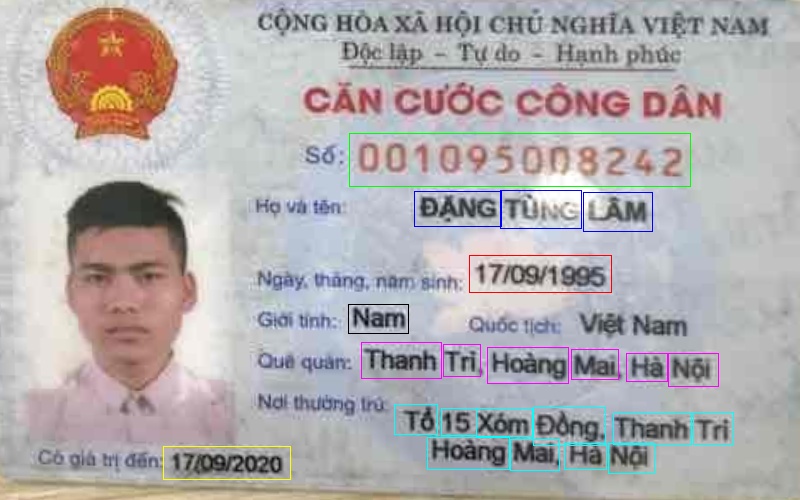 CỘNG HÒA XÃ HỘI CHỦ NGHĨA VIỆT NAM
Độc lập - Tự do - Hạnh phúc
CĂN CƯỚC CÔNG DÂN
Số: 001095008242
Họ và tên: ĐẶNG TÙNG LÂM
Ngày, tháng, năm sinh: 17/09/1995
Giới tính: Nam Quốc tịch: Việt Nam
Quê quán: Thanh Trì, Hoàng Mai, Hà Nội
Nơi thường trú: Tổ 15 Xóm Đồng, Thanh Trì
Hoàng Mai, Hà Nội
Có giá trị đến: 17/09/2020